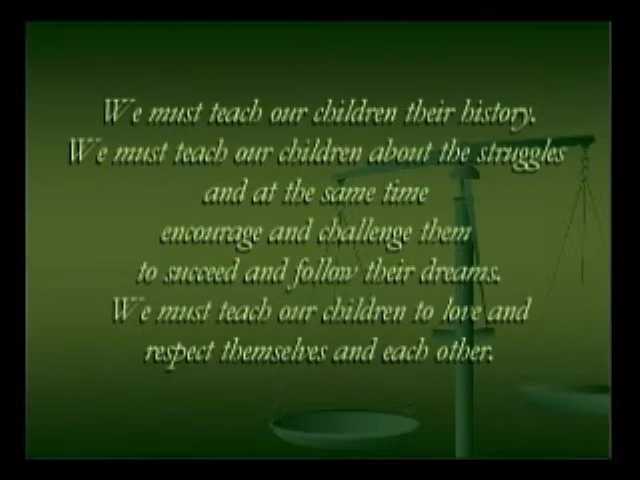 We must teach our children their history.
We must teach our children about the struggles
and at the same time
encourage and challenge them
to succeed and follow their dreams.
We must teach our children to love and
respect themselves and each other.